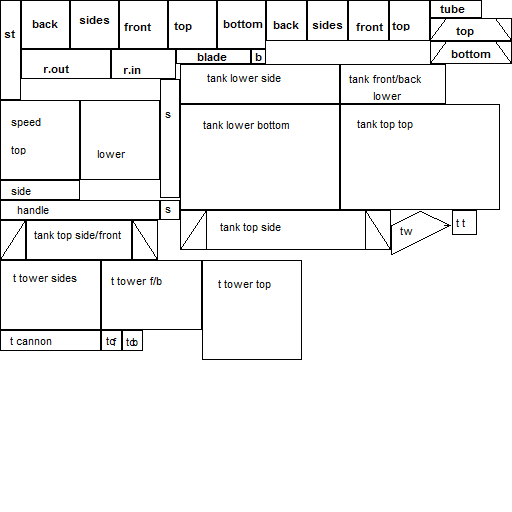 st
back
sides
front
top
bottom
back
sides
front
top
tube
top
bottom
r.out
r.in
blade
b
tank lower side
tank front/back
lower
s
speed
top
lower
tank lower bottom
tank top top
side
handle
s
tank top side/front
tank top side
tw
t t
t tower sides
t tower f/b
t tower top
t cannon
tcf
tcb